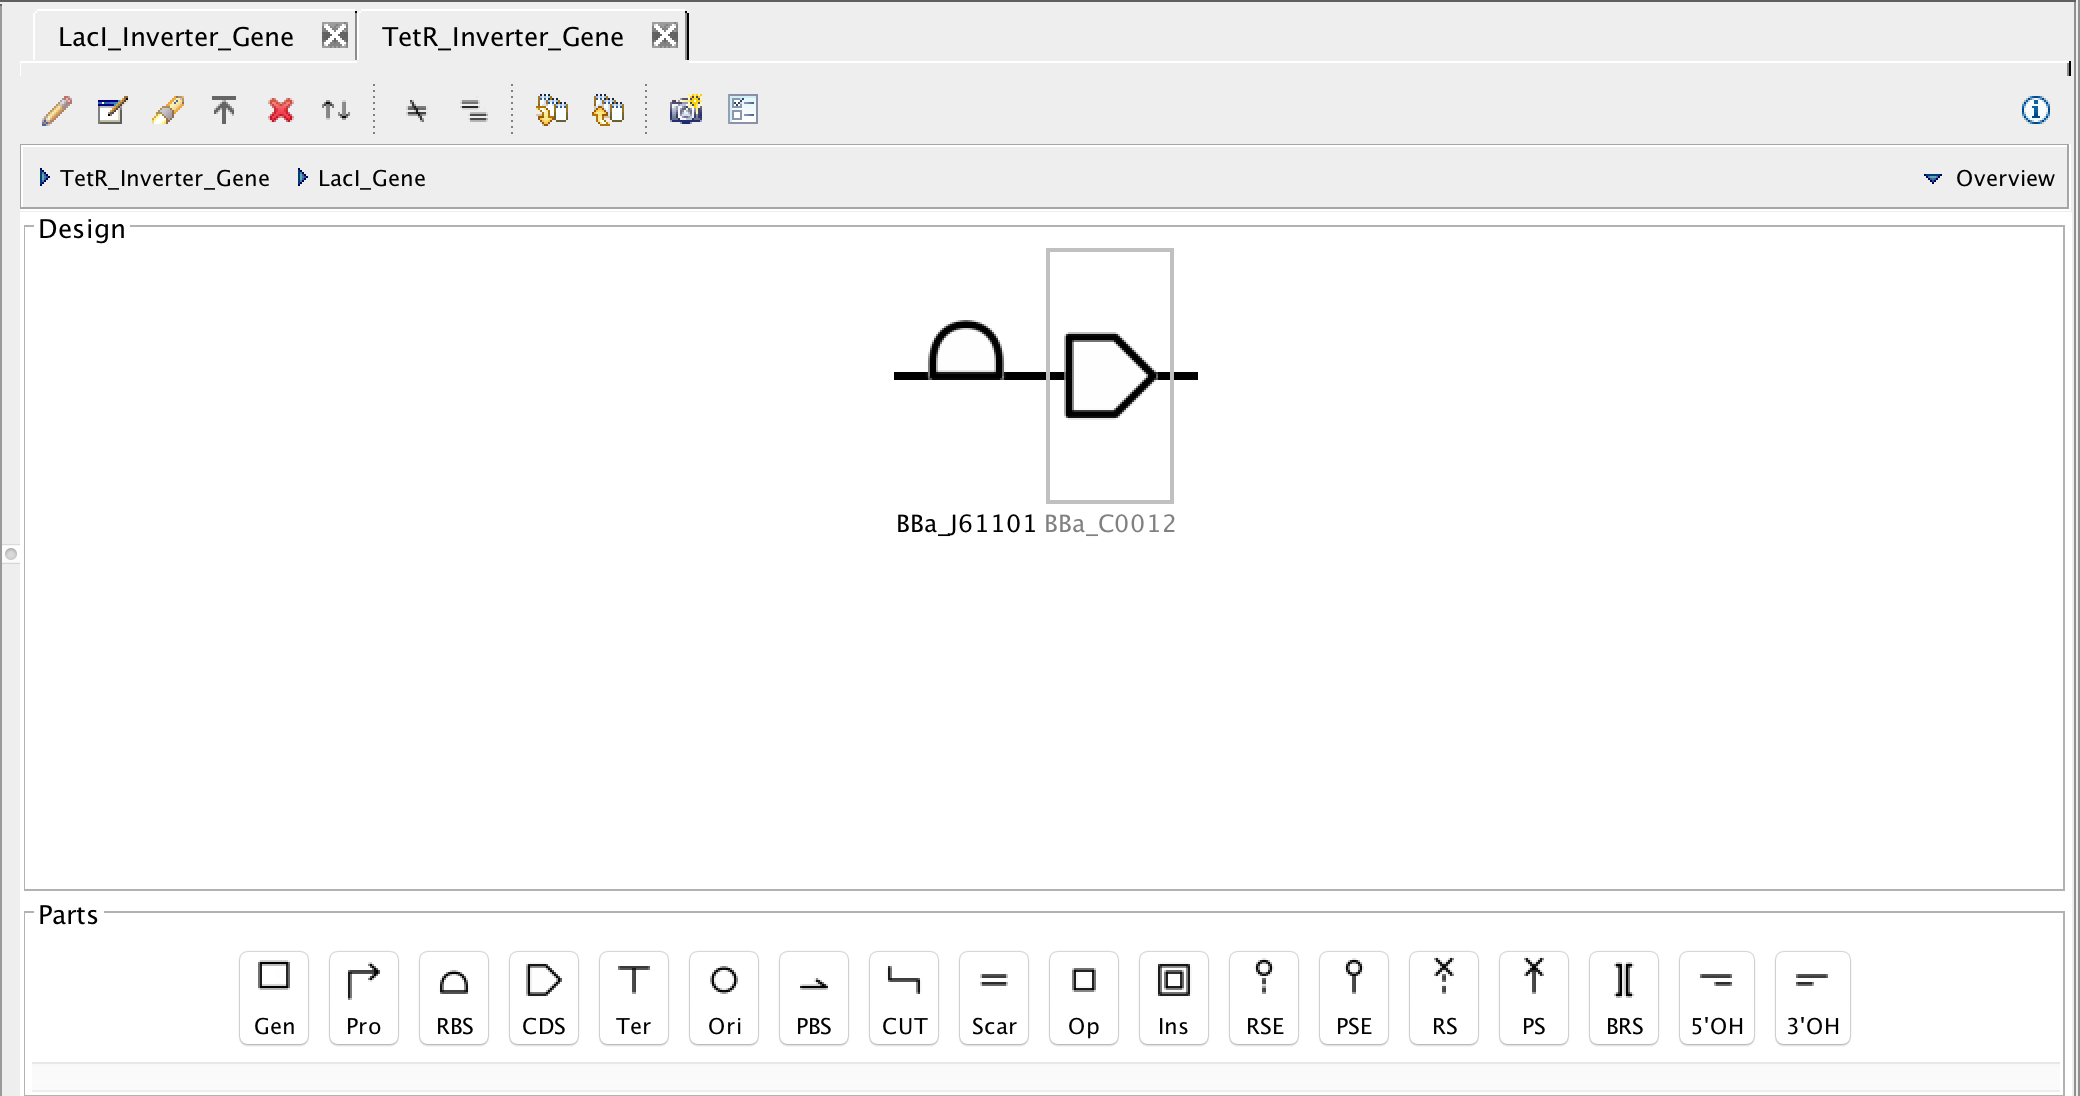 LacI_Inverter_Gene TetR_Inverter_Gene
TetR_Inverter_Gene LacI_Gene Overview
Design
BBa_J61101 BBa_C0012
Parts
Gen Pro RBS CDS Ter Ori PBS CUT Scar Op Ins RSE PSE RS PS BRS 5'OH 3'OH